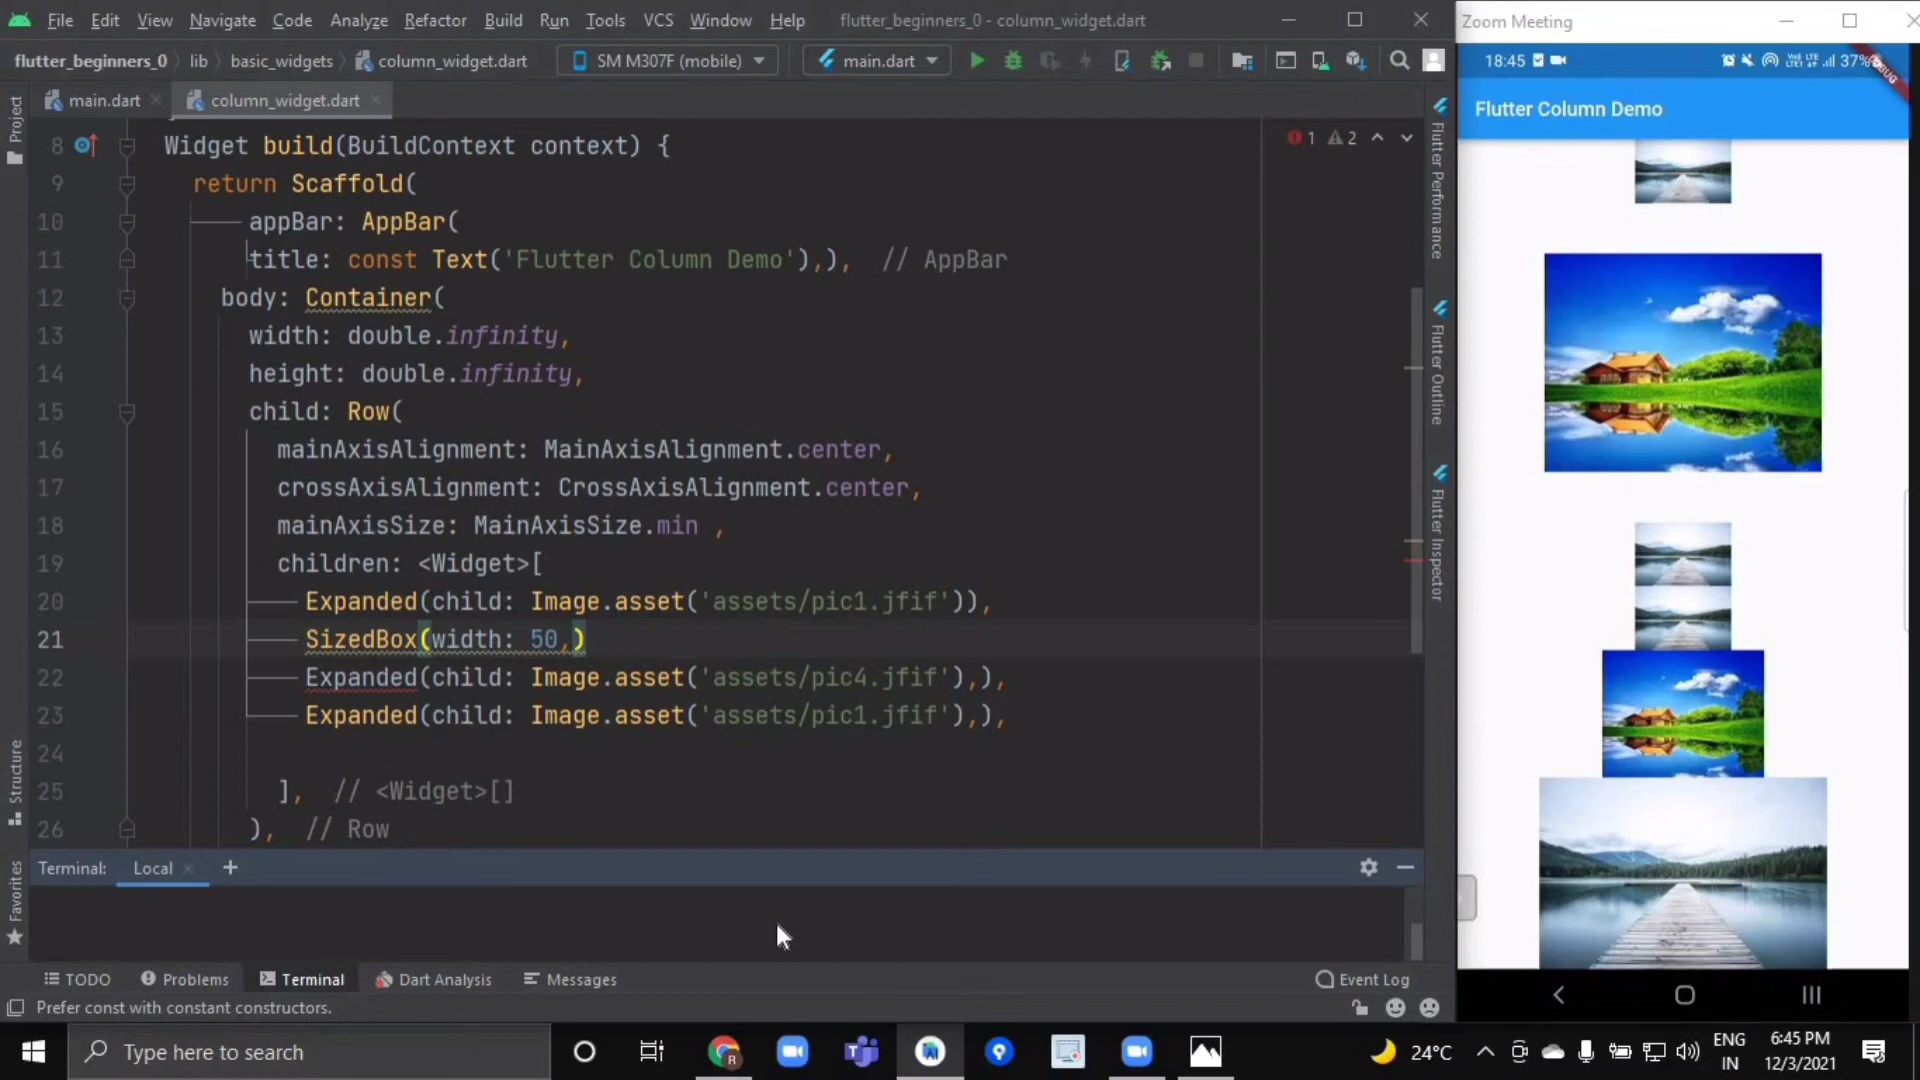 File Edit View Navigate Code Analyze Refactor Build Run Tools VCS Window Help flutter_beginners_0 - column_widget.dart
flutter_beginners_0 lib basic_widgets column_widget.dart SM M307F (mobile) main.dart
main.dart column_widget.dart
8 Widget build(BuildContext context) {
9 return Scaffold(
10 appBar: AppBar(
11 title: const Text('Flutter Column Demo'),), // AppBar
12 body: Container(
13 width: double.infinity,
14 height: double.infinity,
15 child: Row(
16 mainAxisAlignment: MainAxisAlignment.center,
17 crossAxisAlignment: CrossAxisAlignment.center,
18 mainAxisSize: MainAxisSize.min ,
19 children: <Widget>[
20 Expanded(child: Image.asset('assets/pic1.jfif')),
21 SizedBox(width: 50,)
22 Expanded(child: Image.asset('assets/pic4.jfif'),),
23 Expanded(child: Image.asset('assets/pic1.jfif'),),
24
25 ], // <Widget>[]
26 ), // Row
1 2
Project
Structure
Favorites
Flutter Performance
Flutter Outline
Flutter Inspector
Terminal: Local +
TODO Problems Terminal Dart Analysis Messages Event Log
Prefer const with constant constructors.
Zoom Meeting
18:45 37%
Flutter Column Demo
Type here to search
24°C
ENG
IN
6:45 PM
12/3/2021